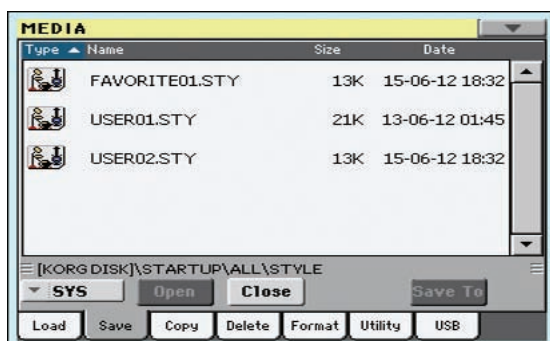 MEDIA
Type Name Size Date
FAVORITE01.STY 13K 15-06-12 18:32
USER01.STY 21K 13-06-12 01:45
USER02.STY 13K 15-06-12 18:32
[KORG DISK]\STARTUP\ALL\STYLE
SYS Open Close Save To
Load Save Copy Delete Format Utility USB